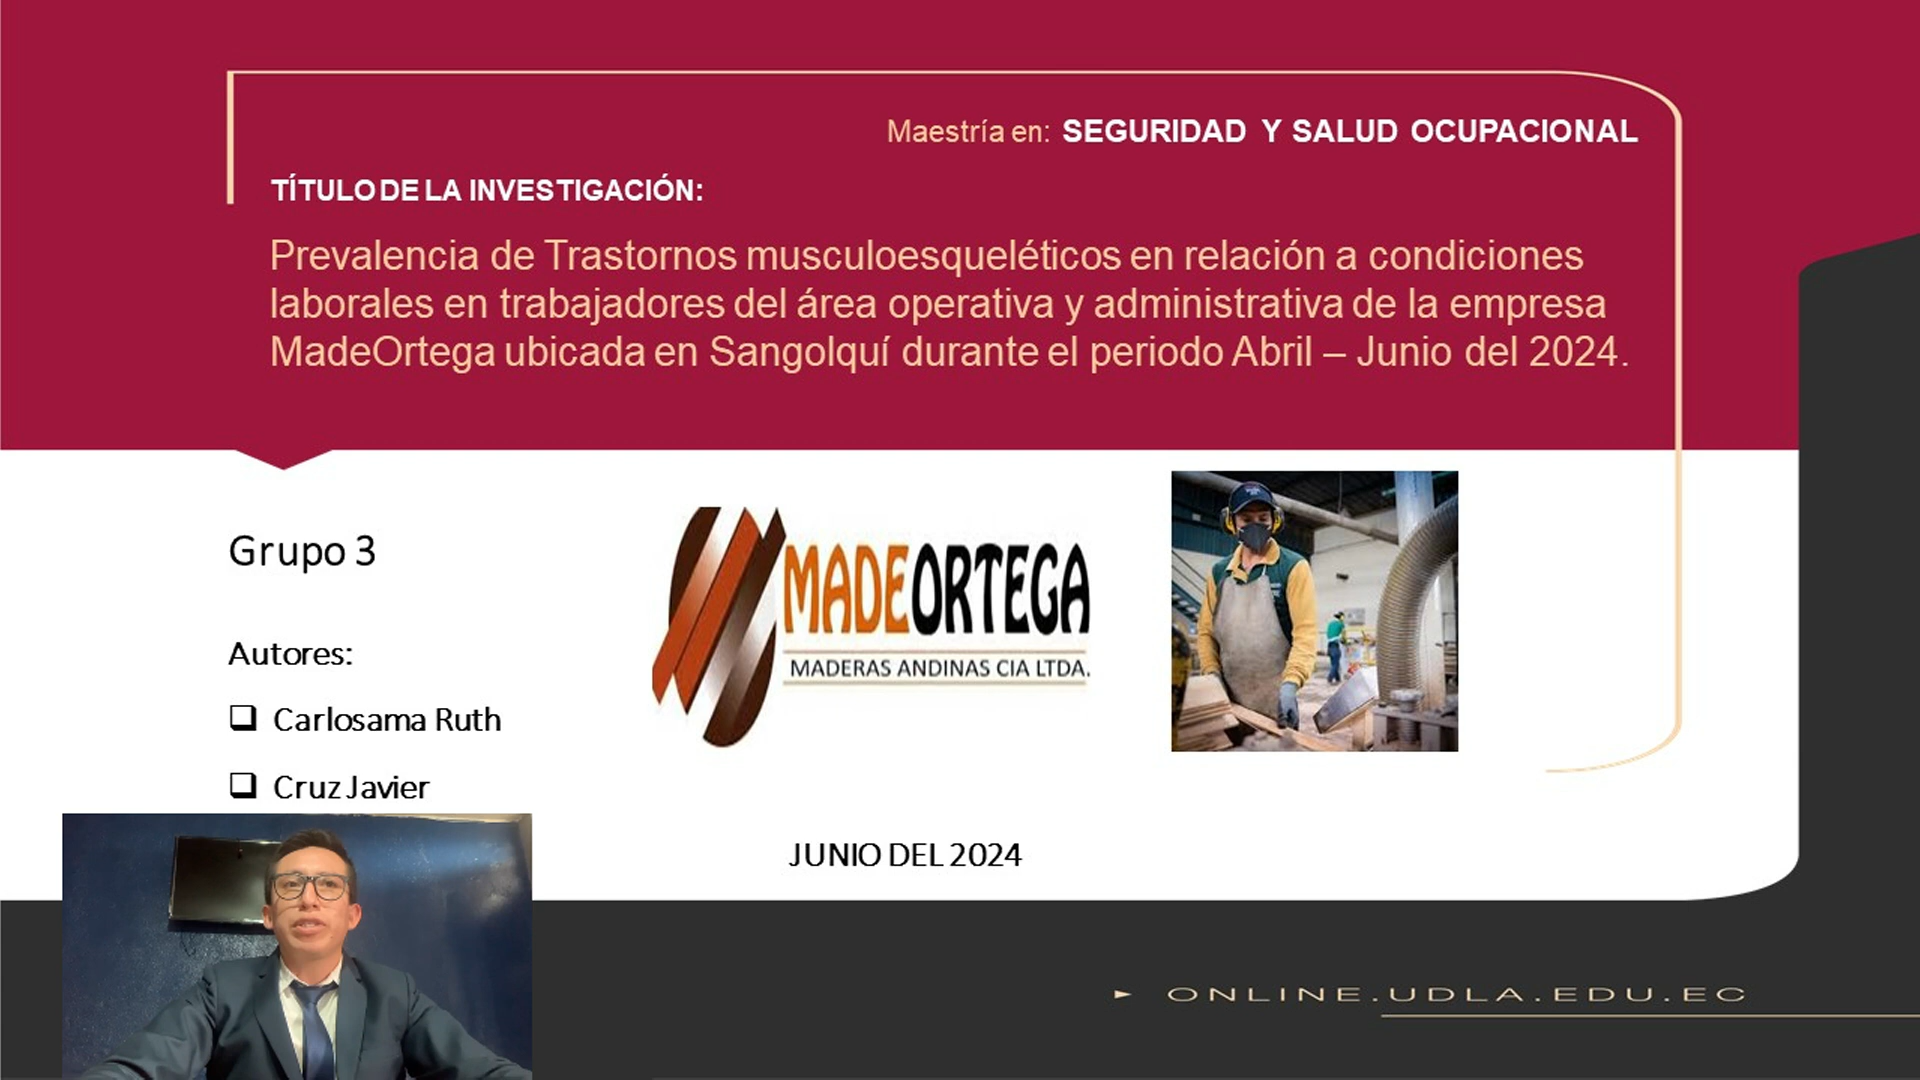 Maestría en: SEGURIDAD Y SALUD OCUPACIONAL
TÍTULO DE LA INVESTIGACIÓN:
Prevalencia de Trastornos musculoesqueléticos en relación a condiciones
laborales en trabajadores del área operativa y administrativa de la empresa
MadeOrtega ubicada en Sangolquí durante el periodo Abril – Junio del 2024.
Grupo 3
Autores:
Carlosama Ruth
Cruz Javier
MADEORTEGA
MADERAS ANDINAS CIA LTDA.
JUNIO DEL 2024
ONLINE.UDLA.EDU.EC